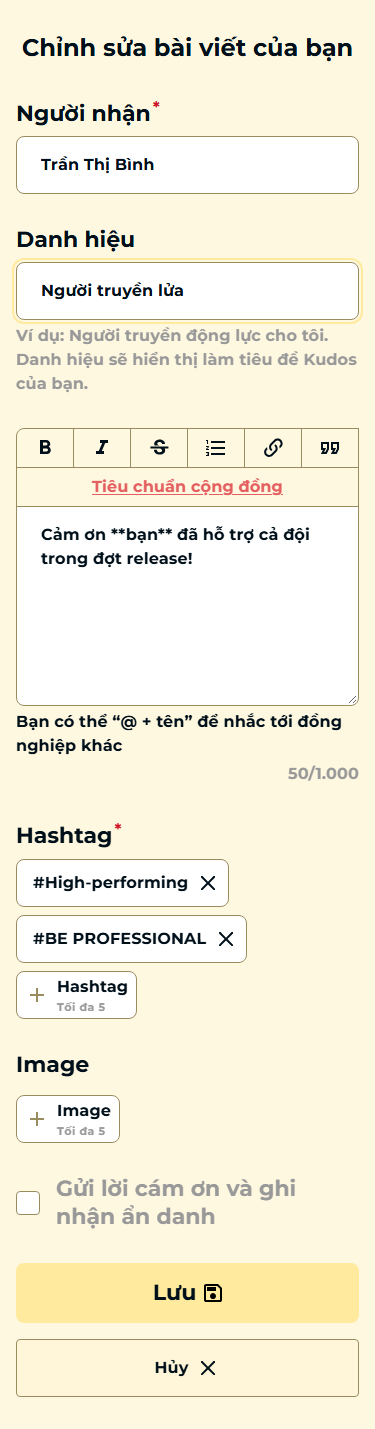 Chỉnh sửa bài viết của bạn
Người nhận*
Trần Thị Bình
Danh hiệu
Người truyền lửa
Ví dụ: Người truyền động lực cho tôi.
Danh hiệu sẽ hiển thị làm tiêu đề Kudos
của bạn.
B I S
Tiêu chuẩn cộng đồng
Cảm ơn **bạn** đã hỗ trợ cả đội
trong đợt release!
Bạn có thể “@ + tên” để nhắc tới đồng
nghiệp khác
50/1.000
Hashtag*
#High-performing
#BE PROFESSIONAL
Hashtag
Tối đa 5
Image
Image
Tối đa 5
Gửi lời cám ơn và ghi
nhận ẩn danh
Lưu
Hủy